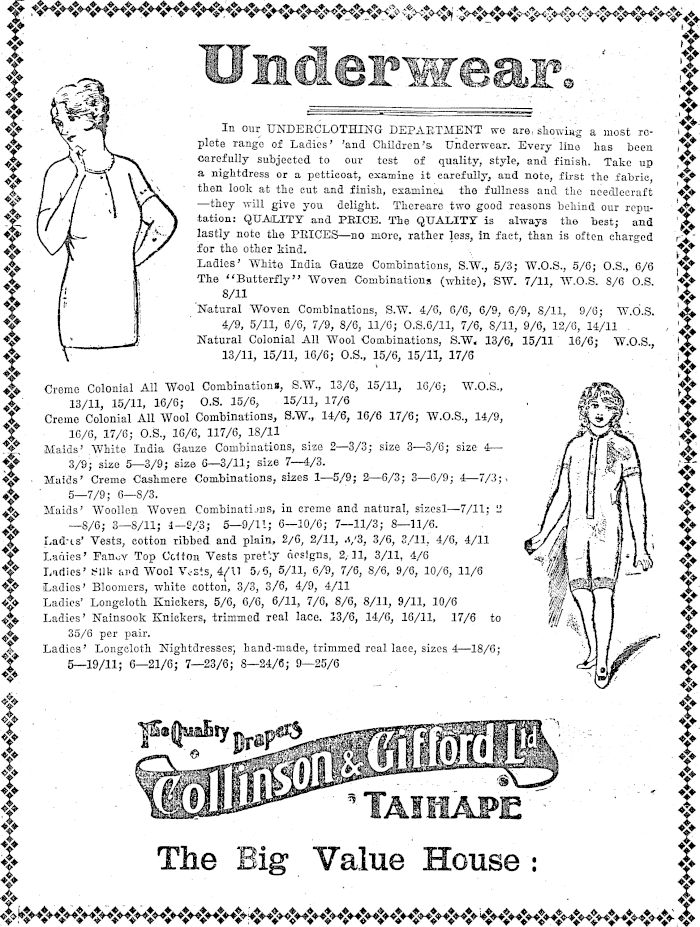 Underwear.
In our UNDERCLOTHING DEPARTMENT we are showing a most re-
plete range of Ladies' 'and Children's Underwear. Every line has been
carefully subjected to our test of quality, style, and finish. Take up
a nightdress or a petticoat, examine it carefully, and note, first the fabric,
then look at the cut and finish, examine the fullness and the needlecraft
—they will give you delight. Thereare two good reasons behind our repu-
tation: QUALITY and PRICE. The QUALITY is always the best; and
lastly note the PRICES—no more, rather less, in fact, than is often charged
for the other kind.
Ladies' White India Gauze Combinations, S.W., 5/3; W.O.S., 5/6; O.S., 6/6
The "Butterfly" Woven Combinations (white), SW. 7/11, W.O.S. 8/6 O.S.
8/11
Natural Woven Combinations, S.W. 4/6, 6/6, 6/9, 6/9, 8/11, 9/6; W.O.S.
4/9, 5/11, 6/6, 7/9, 8/6, 11/6; O.S.6/11, 7/6, 8/11, 9/6, 12/6, 14/11
Natural Colonial All Wool Combinations, S.W. 13/6, 15/11 16/6; W.O.S.,
13/11, 15/11, 16/6; O.S., 15/6, 15/11, 17/6
Creme Colonial All Wool Combinations, S.W., 13/6, 15/11, 16/6; W.O.S.,
13/11, 15/11, 16/6; O.S. 15/6, 15/11, 17/6
Creme Colonial All Wool Combinations, S.W., 14/6, 16/6 17/6; W.O.S., 14/9,
16/6, 17/6; O.S., 16/6, 117/6, 18/11
Maids' White India Gauze Combinations, size 2—3/3; size 3—3/6; size 4—
3/9; size 5—3/9; size 6—3/11; size 7—4/3.
Maids' Creme Cashmere Combinations, sizes 1—5/9; 2—6/3; 3—6/9; 4—7/3;
5—7/9; 6—8/3.
Maids' Woollen Woven Combinations, in creme and natural, sizes1—7/11; 2
—8/6; 3—8/11; 4—9/3; 5—9/11; 6—10/6; 7—11/3; 8—11/6.
Ladies' Vests, cotton ribbed and plain, 2/6, 2/11, 3/6, 3/11, 4/6, 4/11
Ladies' Fancy Top Cotton Vests pretty designs, 2/11, 3/11, 4/6
Ladies' Silk and Wool Vests, 4/11 5/6, 5/11, 6/9, 7/6, 8/6, 9/6, 10/6, 11/6
Ladies' Bloomers, white cotton, 3/3, 3/6, 4/9, 4/11
Ladies' Longcloth Knickers, 5/6, 6/6, 6/11, 7/6, 8/6, 8/11, 9/11, 10/6
Ladies' Nainsook Knickers, trimmed real lace. 13/6, 14/6, 16/11, 17/6 to
35/6 per pair.
Ladies' Longcloth Nightdresses, hand-made, trimmed real lace, sizes 4—18/6;
5—19/11; 6—21/6; 7—23/6; 8—24/6; 9—25/6
The Quality Drapers
Collinson & Gifford Ltd
TAIHAPE
The Big Value House :